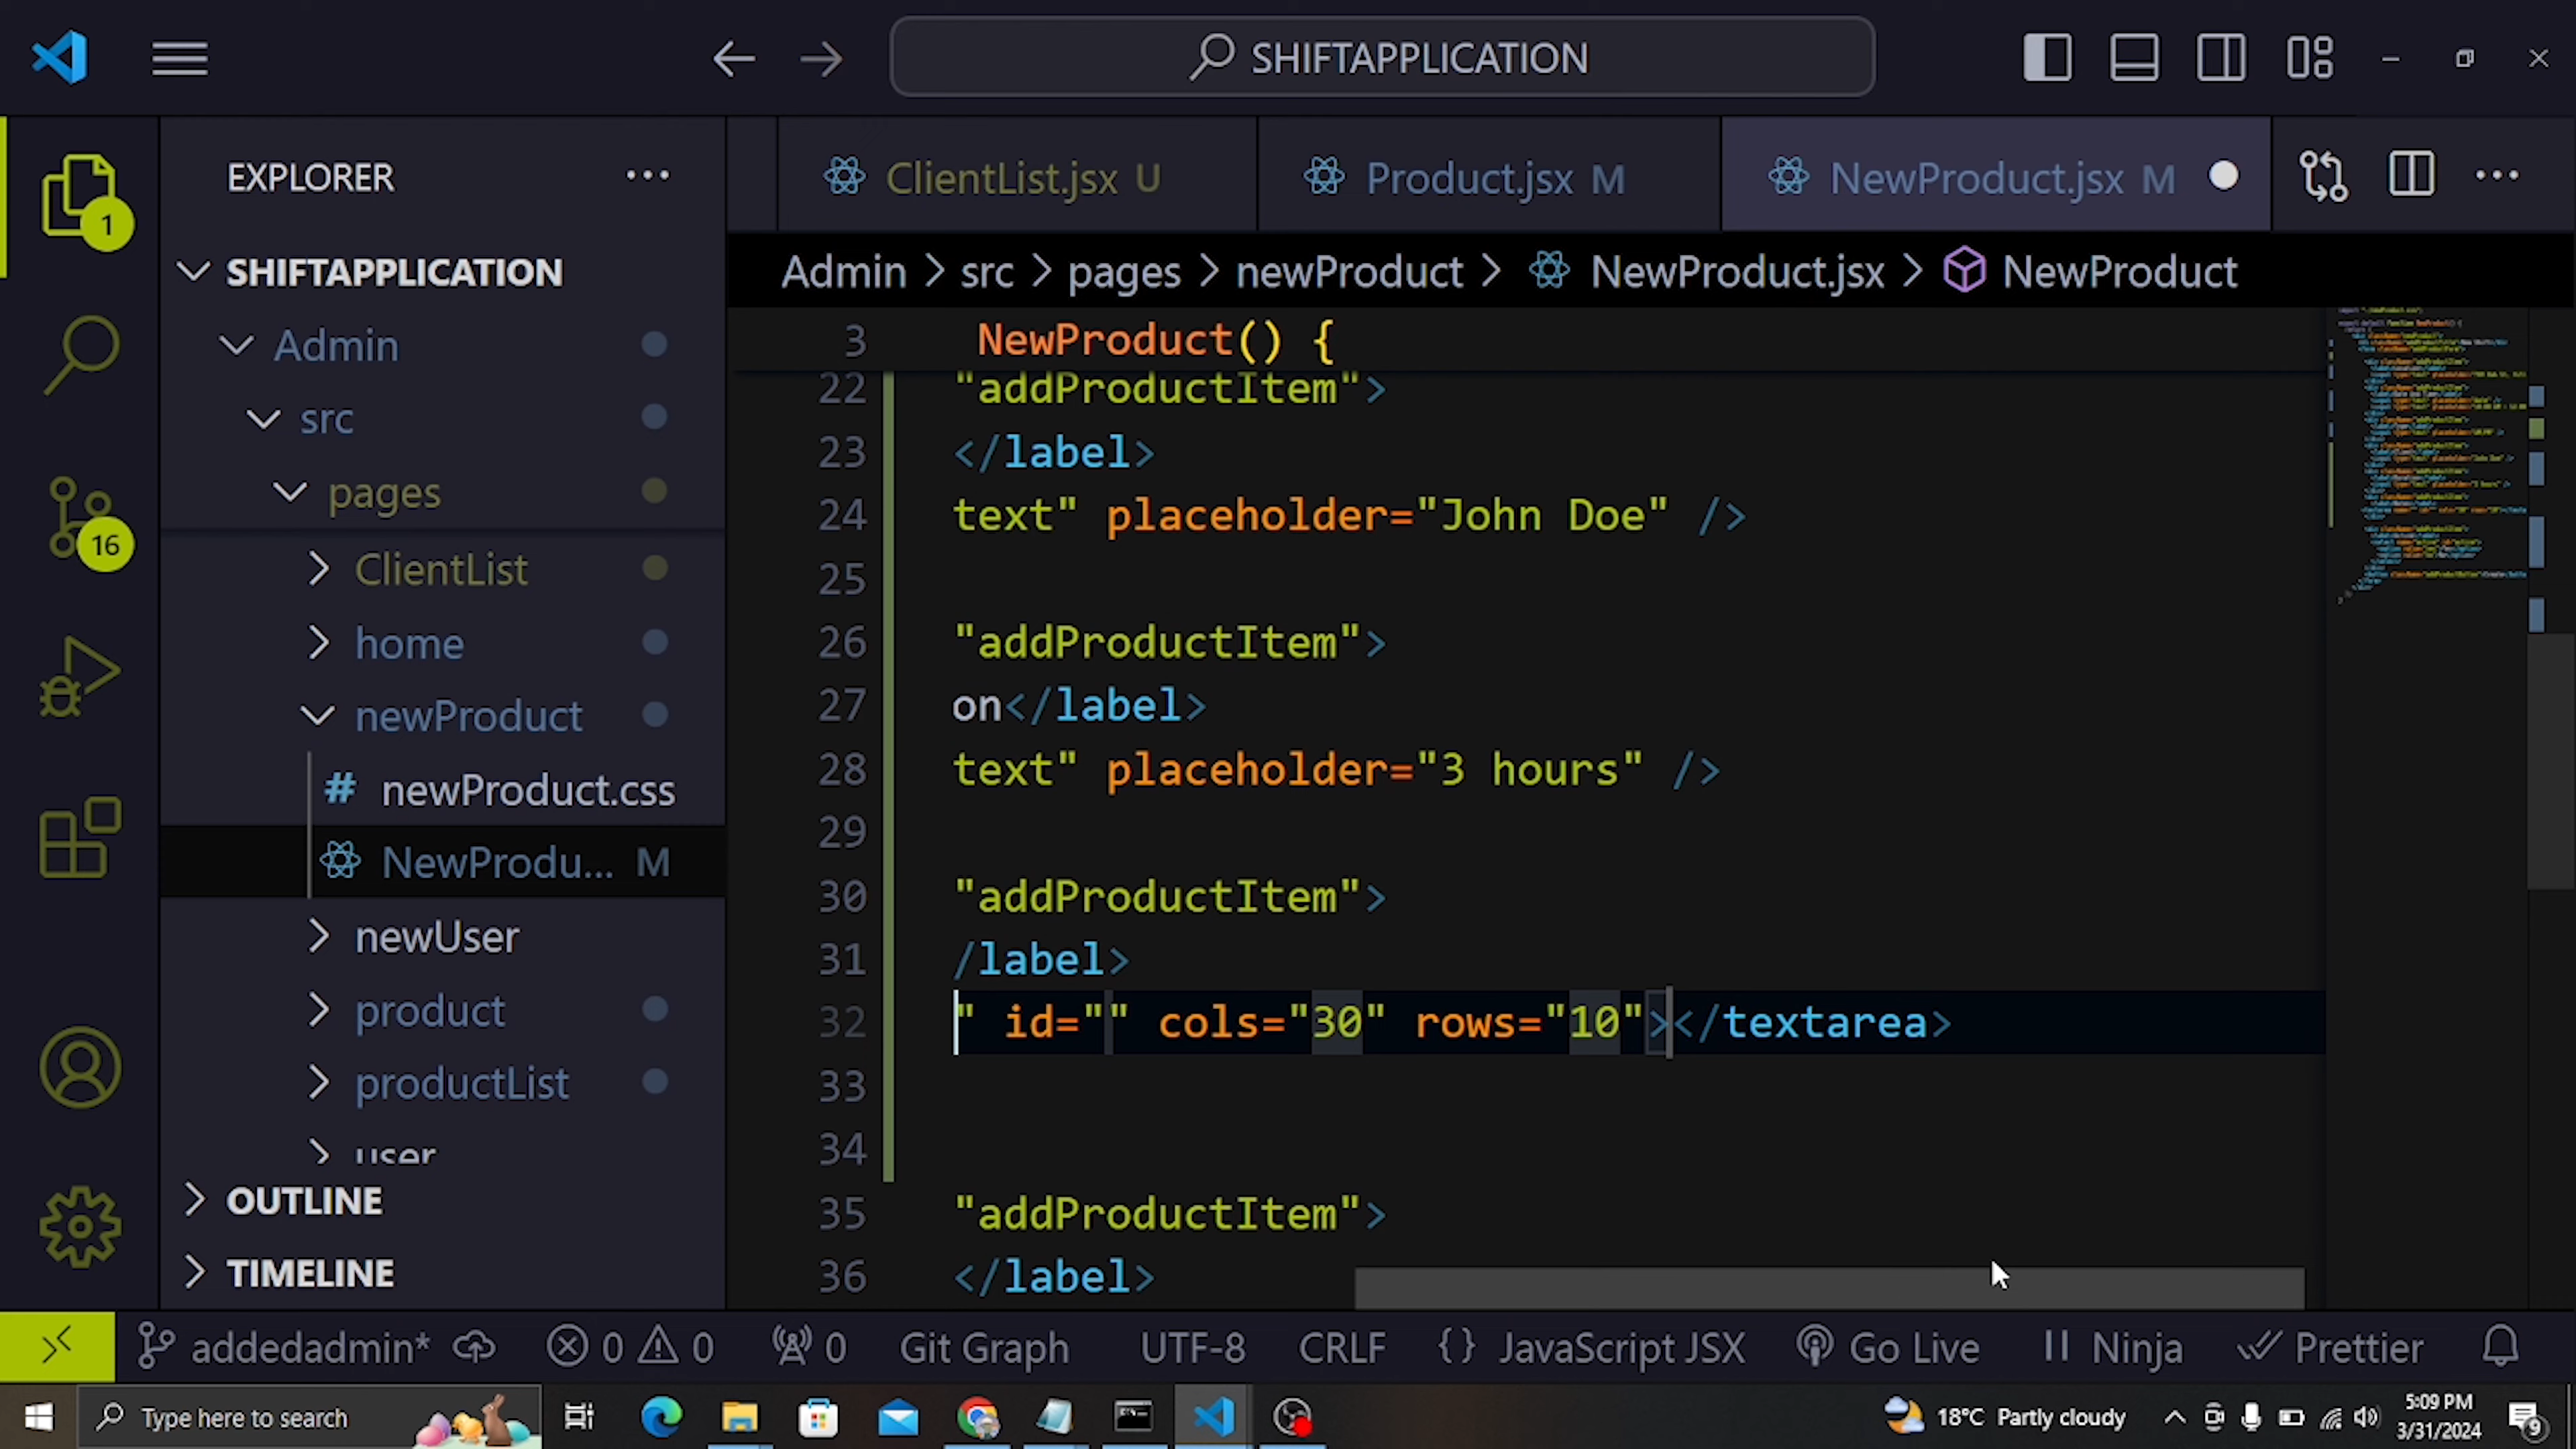 SHIFTAPPLICATION
EXPLORER
ClientList.jsx U
Product.jsx M
NewProduct.jsx M
1
SHIFTAPPLICATION
Admin > src > pages > newProduct > NewProduct.jsx > NewProduct
Admin
src
pages
ClientList
home
newProduct
# newProduct.css
NewProdu... M
newUser
product
productList
user
OUTLINE
TIMELINE
16
3 NewProduct() {
22 "addProductItem">
23 </label>
24 text" placeholder="John Doe" />
25
26 "addProductItem">
27 on</label>
28 text" placeholder="3 hours" />
29
30 "addProductItem">
31 /label>
32 " id="" cols="30" rows="10"></textarea>
33
34
35 "addProductItem">
36 </label>
addedadmin* 0 0 0 Git Graph UTF-8 CRLF {} JavaScript JSX Go Live Ninja Prettier
Type here to search
18°C Partly cloudy
5:09 PM
3/31/2024
9